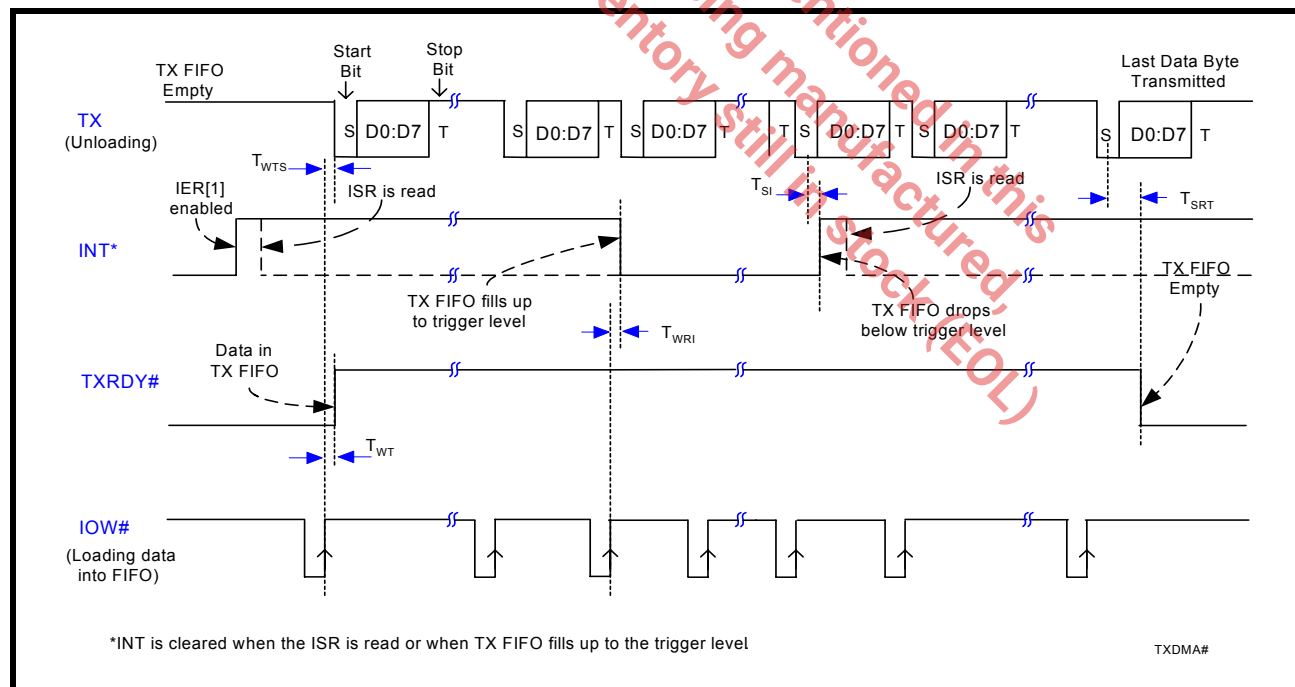 TX FIFO
Empty
Start
Bit
Stop
Bit
Last Data Byte
Transmitted
TX
(Unloading)
S D0:D7 T S D0:D7 T S D0:D7 T T S D0:D7 T S D0:D7 T S D0:D7 T
TWTS
IER[1]
enabled
ISR is read
TSI
ISR is read
TSRT
INT*
TX FIFO fills up
to trigger level
TWRI
TX FIFO drops
below trigger level
TX FIFO
Empty
Data in
TX FIFO
TXRDY#
TWT
IOW#
(Loading data
into FIFO)
*INT is cleared when the ISR is read or when TX FIFO fills up to the trigger level.
TXDMA#
mentioned in this
ing manufactured,
entory still in stock (EOL)